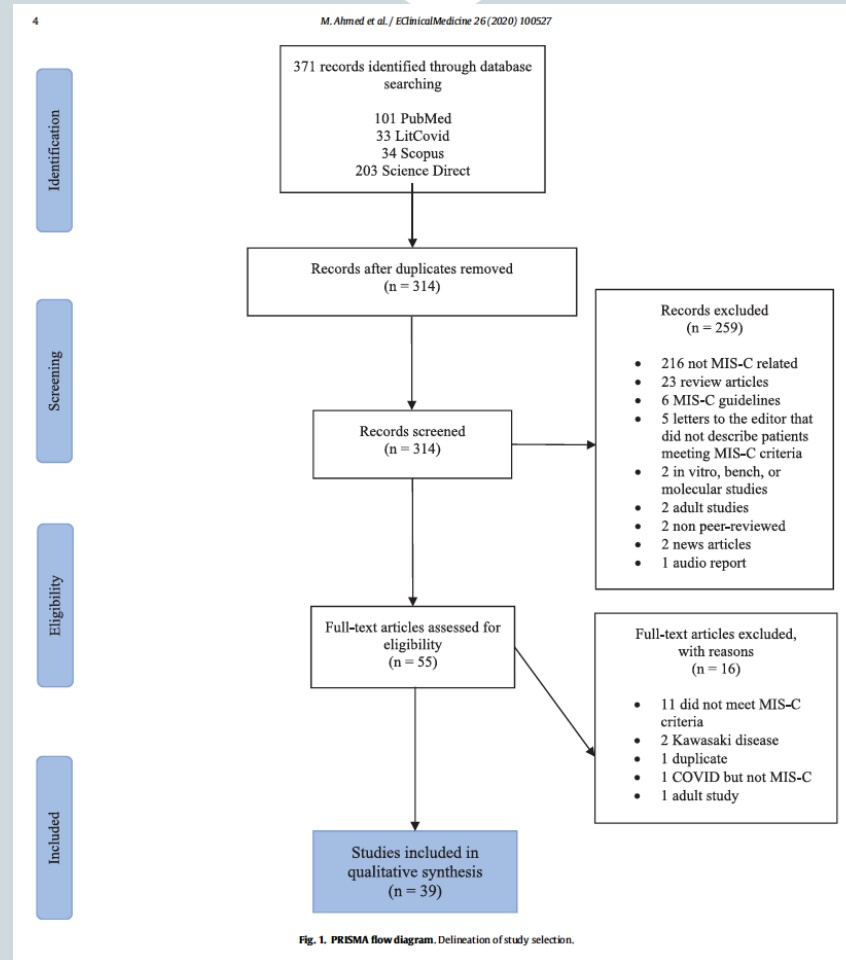 4
M. Ahmed et al. / EClinicalMedicine 26 (2020) 100527
Identification
371 records identified through database
searching
101 PubMed
33 LitCovid
34 Scopus
203 Science Direct
Records after duplicates removed
(n = 314)
Screening
Records screened
(n = 314)
Records excluded
(n = 259)
• 216 not MIS-C related
• 23 review articles
• 6 MIS-C guidelines
• 5 letters to the editor that
did not describe patients
meeting MIS-C criteria
• 2 in vitro, bench, or
molecular studies
• 2 adult studies
• 2 non peer-reviewed
• 2 news articles
• 1 audio report
Eligibility
Full-text articles assessed for
eligibility
(n = 55)
Full-text articles excluded,
with reasons
(n = 16)
• 11 did not meet MIS-C
criteria
• 2 Kawasaki disease
• 1 duplicate
• 1 COVID but not MIS-C
• 1 adult study
Included
Studies included in
qualitative synthesis
(n = 39)
Fig. 1. PRISMA flow diagram. Delineation of study selection.